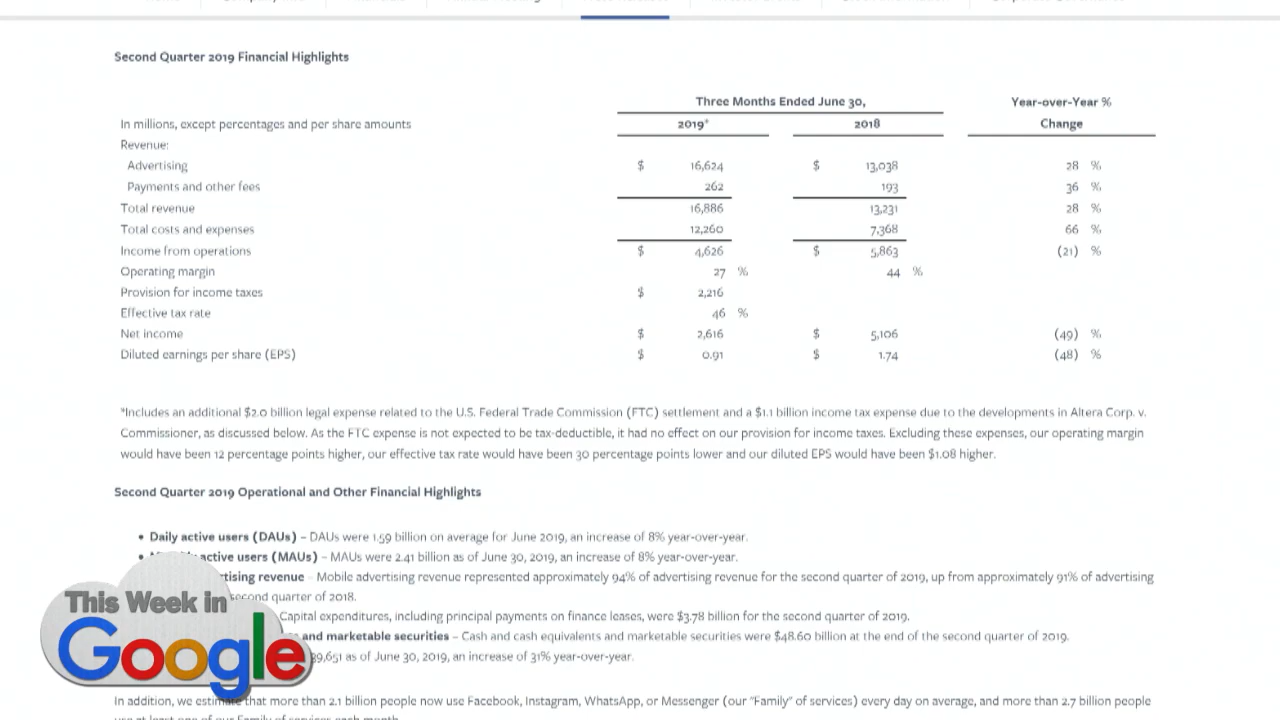 Second Quarter 2019 Financial Highlights
Three Months Ended June 30, Year-over-Year %
In millions, except percentages and per share amounts 2019* 2018 Change
Revenue:
Advertising $ 16,624 $ 13,038 28 %
Payments and other fees 262 193 36 %
Total revenue 16,886 13,231 28 %
Total costs and expenses 12,260 7,368 66 %
Income from operations $ 4,626 $ 5,863 (21) %
Operating margin 27 % 44 %
Provision for income taxes $ 2,216
Effective tax rate 46 %
Net income $ 2,616 $ 5,106 (49) %
Diluted earnings per share (EPS) $ 0.91 $ 1.74 (48) %
*Includes an additional $2.0 billion legal expense related to the U.S. Federal Trade Commission (FTC) settlement and a $1.1 billion income tax expense due to the developments in Altera Corp. v.
Commissioner, as discussed below. As the FTC expense is not expected to be tax-deductible, it had no effect on our provision for income taxes. Excluding these expenses, our operating margin
would have been 12 percentage points higher, our effective tax rate would have been 30 percentage points lower and our diluted EPS would have been $1.08 higher.
Second Quarter 2019 Operational and Other Financial Highlights
• Daily active users (DAUs) – DAUs were 1.59 billion on average for June 2019, an increase of 8% year-over-year.
• active users (MAUs) – MAUs were 2.41 billion as of June 30, 2019, an increase of 8% year-over-year.
tising revenue – Mobile advertising revenue represented approximately 94% of advertising revenue for the second quarter of 2019, up from approximately 91% of advertising
second quarter of 2018.
Capital expenditures, including principal payments on finance leases, were $3.78 billion for the second quarter of 2019.
and marketable securities – Cash and cash equivalents and marketable securities were $48.60 billion at the end of the second quarter of 2019.
39,651 as of June 30, 2019, an increase of 31% year-over-year.
This Week in
Google
In addition, we estimate that more than 2.1 billion people now use Facebook, Instagram, WhatsApp, or Messenger (our "Family" of services) every day on average, and more than 2.7 billion people